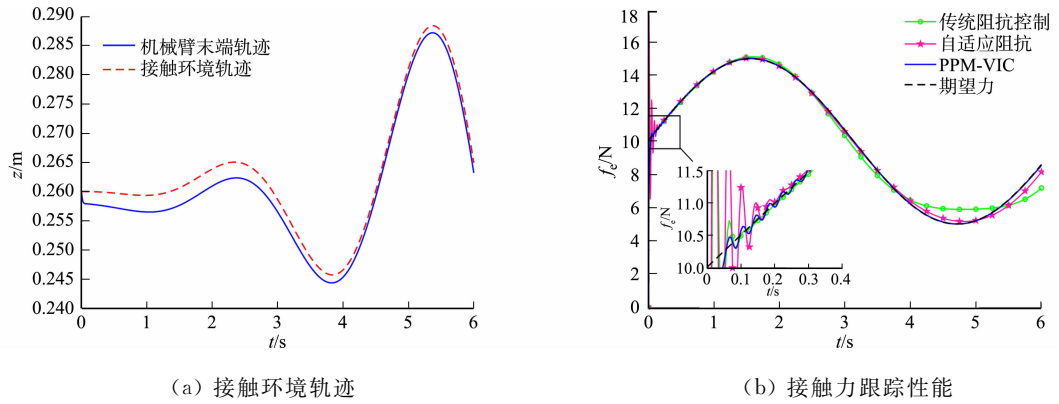 0.290
0.285
0.280
0.275
0.270
0.265
0.260
0.255
0.250
0.245
0.240
z/m
机械臂末端轨迹
接触环境轨迹
0 1 2 3 4 5 6
t/s
(a) 接触环境轨迹
18
16
14
12
10
8
6
4
2
0
fe/N
传统阻抗控制
自适应阻抗
PPM-VIC
期望力
11.5
11.0
10.5
10.0
fe/N
0 0.1 0.2 0.3 0.4
t/s
0 1 2 3 4 5 6
t/s
(b) 接触力跟踪性能